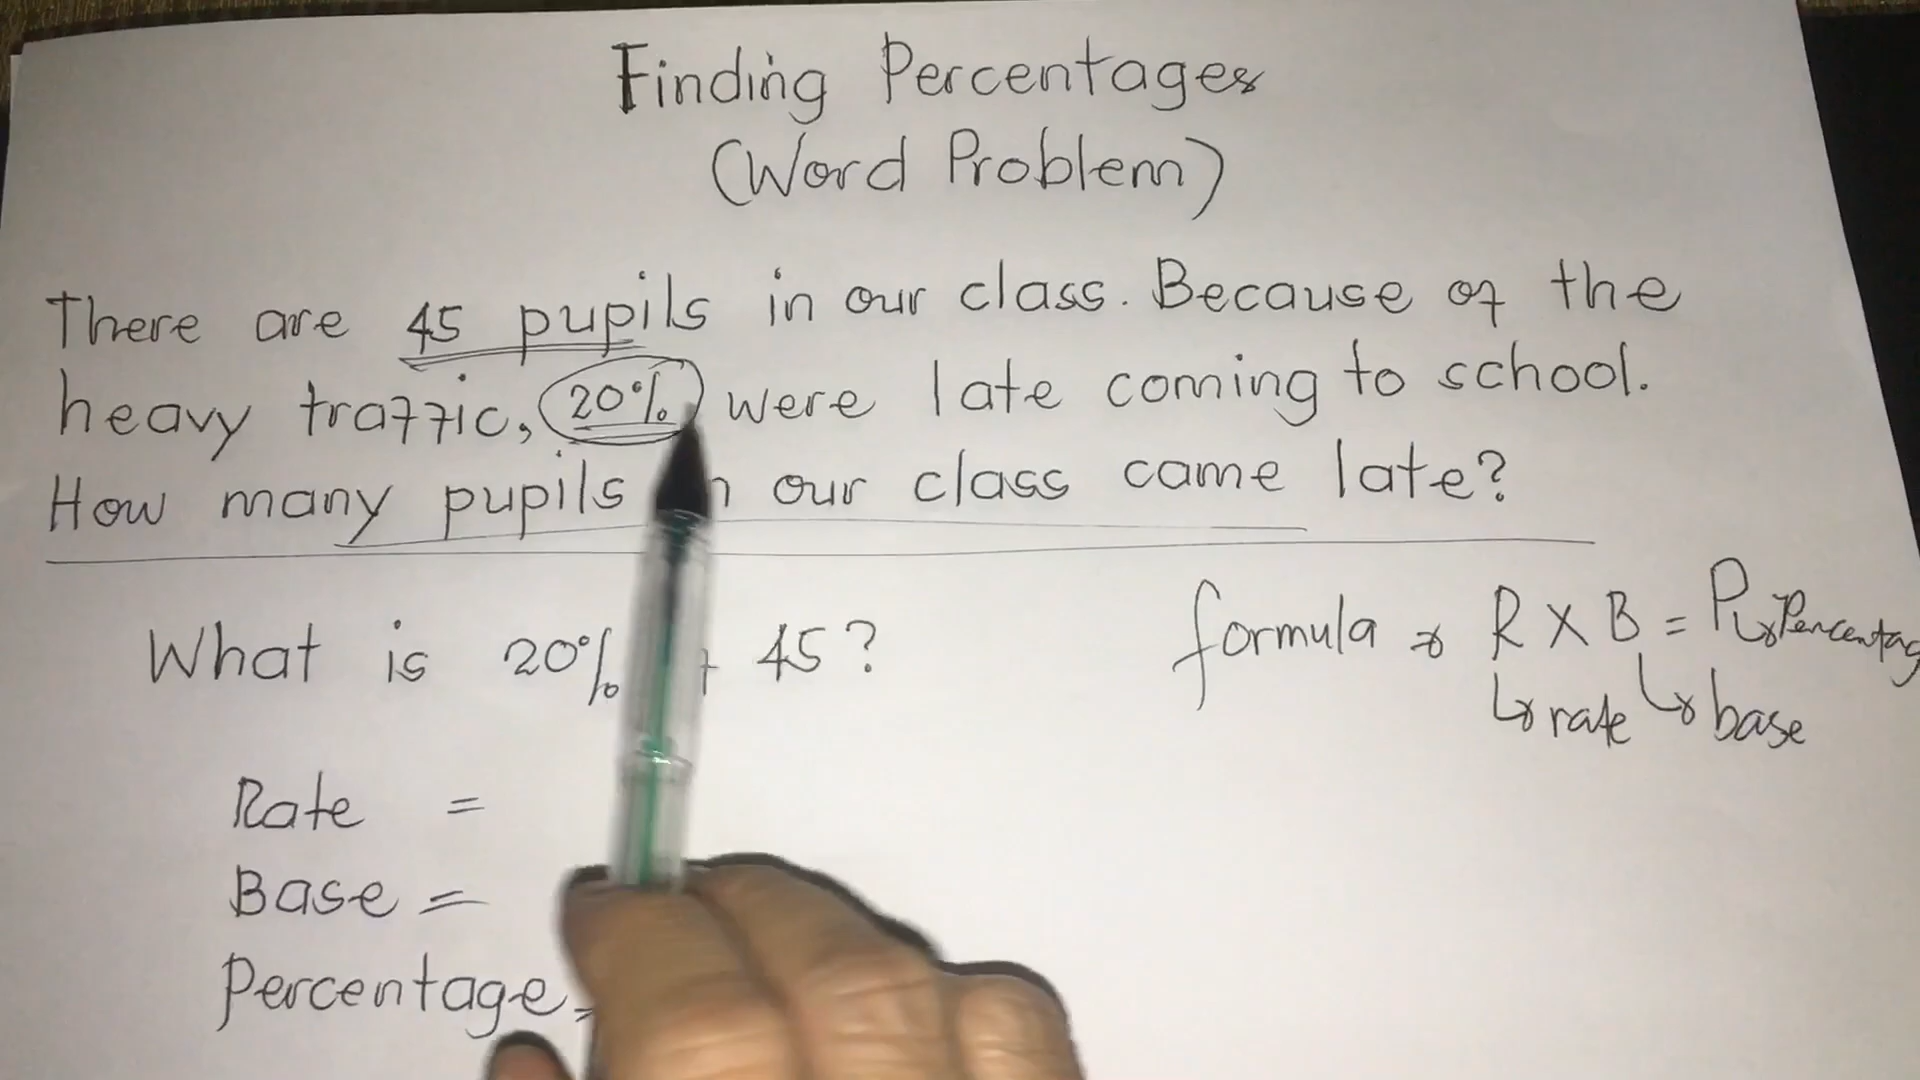 Finding Percentages
(Word Problem)
There are 45 pupils in our class. Because of the
heavy traffic, 20% were late coming to school.
How many pupils our class came late?
What is 20% 45?
formula → R X B = P → Percentag
↳ rate ↳ base
Rate =
Base =
Percentage =